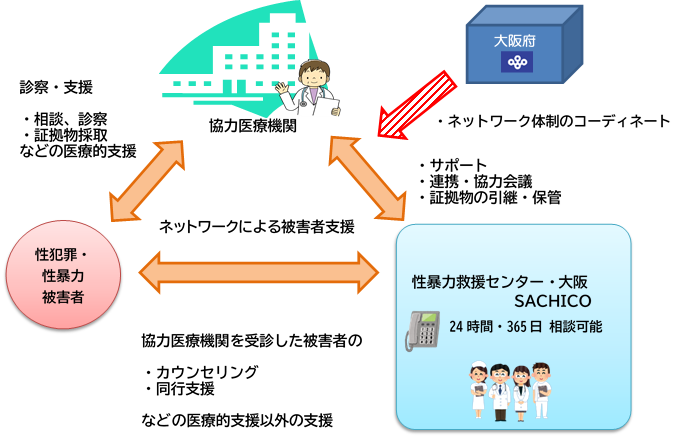 大阪府
診察・支援
・相談、診察
・証拠物採取
などの医療的支援
協力医療機関
・ネットワーク体制のコーディネート
・サポート
・連携・協力会議
・証拠物の引継・保管
ネットワークによる被害者支援
性犯罪・
性暴力
被害者
性暴力救援センター・大阪
SACHICO
24時間・365日 相談可能
協力医療機関を受診した被害者の
・カウンセリング
・同行支援
などの医療的支援以外の支援